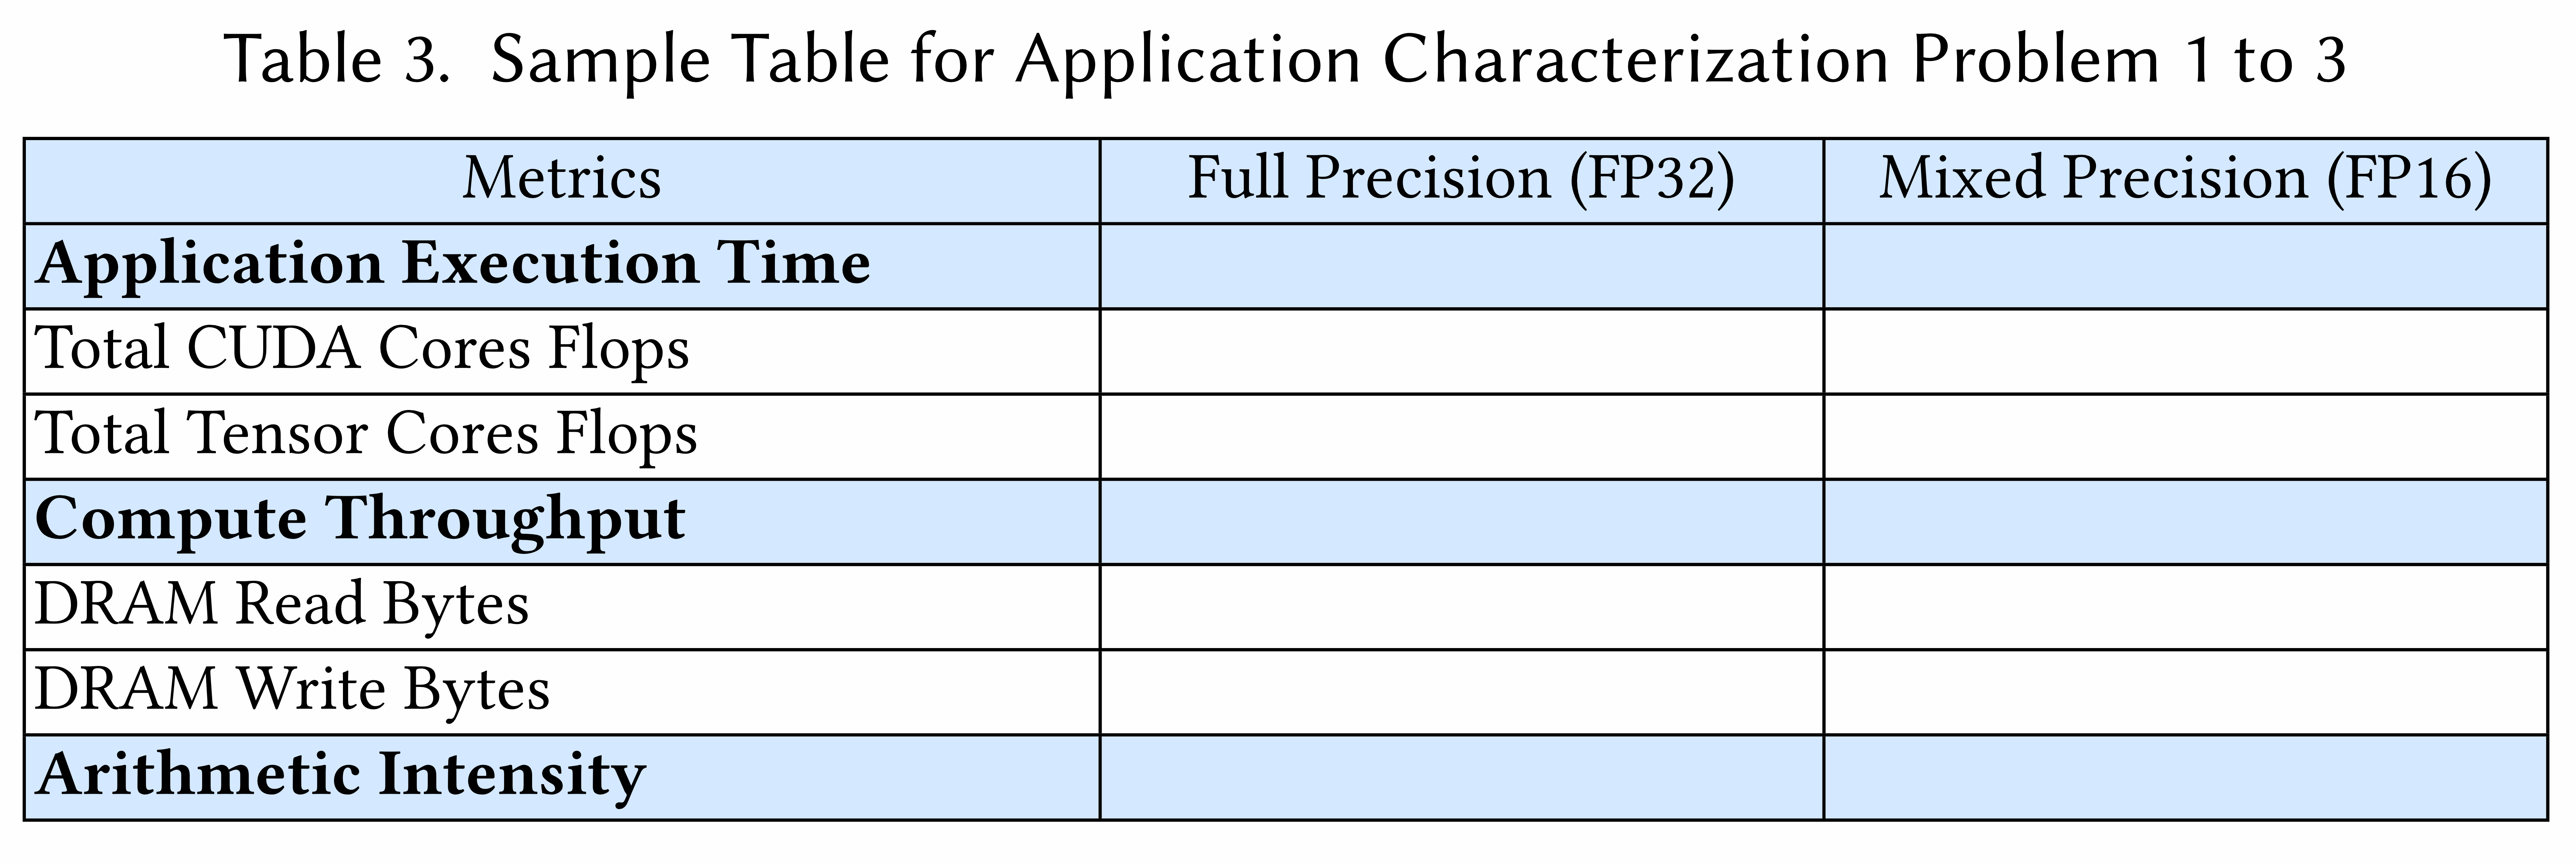 Table 3. Sample Table for Application Characterization Problem 1 to 3
Metrics Full Precision (FP32) Mixed Precision (FP16)
Application Execution Time
Total CUDA Cores Flops
Total Tensor Cores Flops
Compute Throughput
DRAM Read Bytes
DRAM Write Bytes
Arithmetic Intensity